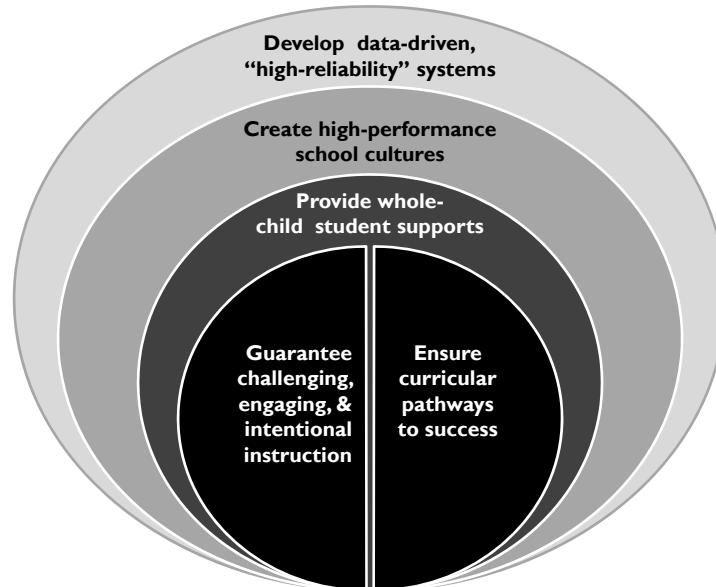 Develop data-driven,
“high-reliability” systems
Create high-performance
school cultures
Provide whole-
child student supports
Guarantee
challenging,
engaging, &
intentional
instruction
Ensure
curricular
pathways
to success